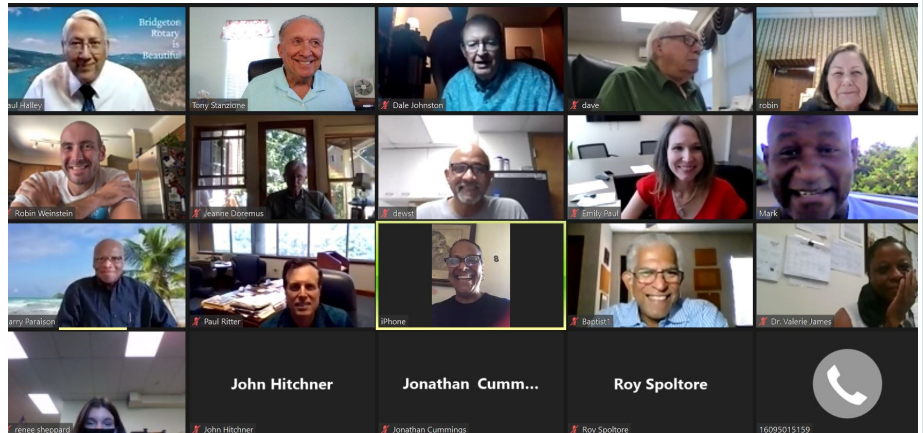 Bridgeton
Rotary
is
Beautiful
aul Halley
Tony Stanzione
Dale Johnston
dave
robin
Robin Weinstein
Jeanne Doremus
dewst
Emily Paul
Mark
arry Paraison
Paul Ritter
iPhone
8
Baptist1
Dr. Valerie James
renee sheppard
John Hitchner
John Hitchner
Jonathan Cumm...
Jonathan Cummings
Roy Spoltore
Roy Spoltore
16095015159